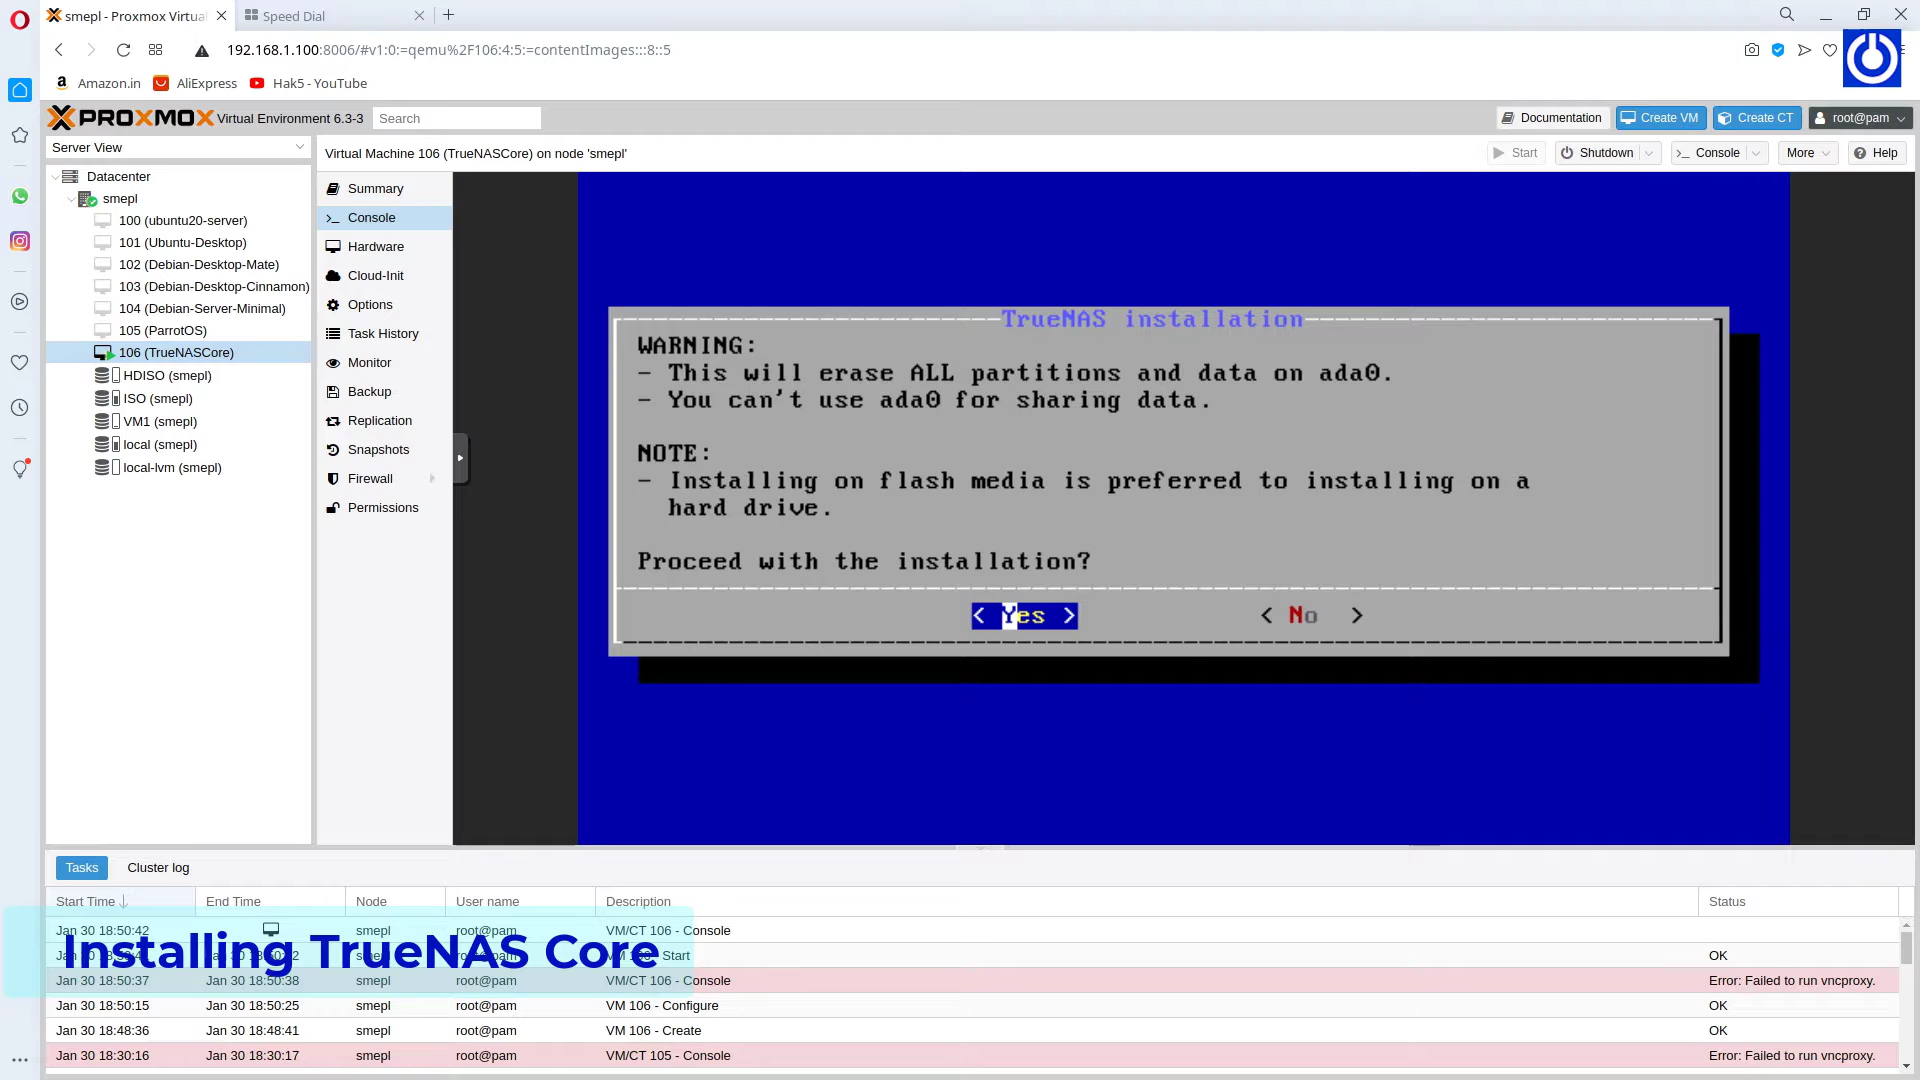 smepl - Proxmox Virtual
Speed Dial
192.168.1.100:8006/#v1:0:=qemu%2F106:4:5:=contentImages:::8::5
Amazon.in
AliExpress
Hak5 - YouTube
PROXMOX Virtual Environment 6.3-3
Search
Documentation
Create VM
Create CT
root@pam
Server View
Virtual Machine 106 (TrueNASCore) on node 'smepl'
Start
Shutdown
Console
More
Help
Datacenter
smepl
100 (ubuntu20-server)
101 (Ubuntu-Desktop)
102 (Debian-Desktop-Mate)
103 (Debian-Desktop-Cinnamon)
104 (Debian-Server-Minimal)
105 (ParrotOS)
106 (TrueNASCore)
HDISO (smepl)
ISO (smepl)
VM1 (smepl)
local (smepl)
local-lvm (smepl)
Summary
Console
Hardware
Cloud-Init
Options
Task History
Monitor
Backup
Replication
Snapshots
Firewall
Permissions
TrueNAS installation
WARNING:
- This will erase ALL partitions and data on ada0.
- You can't use ada0 for sharing data.
NOTE:
- Installing on flash media is preferred to installing on a
hard drive.
Proceed with the installation?
< Yes >
< No >
Tasks
Cluster log
Start Time
End Time
Node
User name
Description
Status
Jan 30 18:50:42 smepl root@pam VM/CT 106 - Console
Installing TrueNAS Core
Start OK
Jan 30 18:50:37 Jan 30 18:50:38 smepl root@pam VM/CT 106 - Console Error: Failed to run vncproxy.
Jan 30 18:50:15 Jan 30 18:50:25 smepl root@pam VM 106 - Configure OK
Jan 30 18:48:36 Jan 30 18:48:41 smepl root@pam VM 106 - Create OK
Jan 30 18:30:16 Jan 30 18:30:17 smepl root@pam VM/CT 105 - Console Error: Failed to run vncproxy.